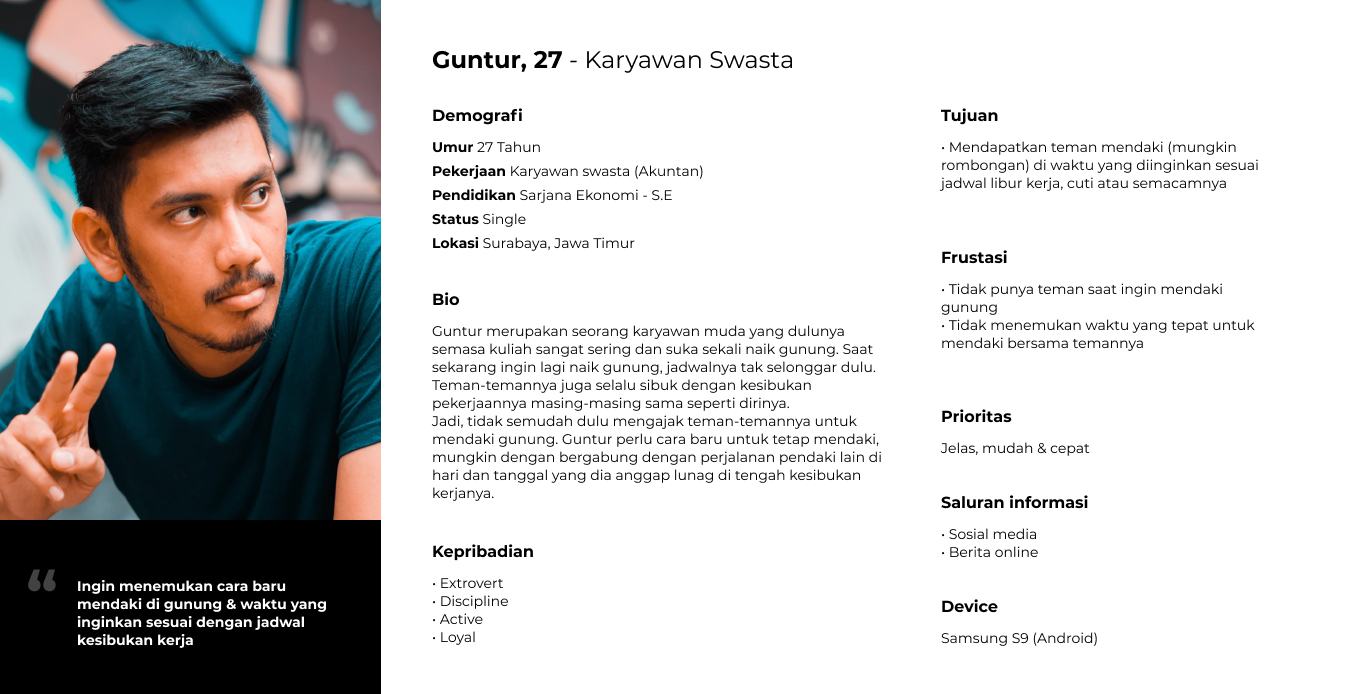 Guntur, 27 - Karyawan Swasta
Demografi
Umur 27 Tahun
Pekerjaan Karyawan swasta (Akuntan)
Pendidikan Sarjana Ekonomi - S.E
Status Single
Lokasi Surabaya, Jawa Timur
Bio
Guntur merupakan seorang karyawan muda yang dulunya
semasa kuliah sangat sering dan suka sekali naik gunung. Saat
sekarang ingin lagi naik gunung, jadwalnya tak selonggar dulu.
Teman-temannya juga selalu sibuk dengan kesibukan
pekerjaannya masing-masing sama seperti dirinya.
Jadi, tidak semudah dulu mengajak teman-temannya untuk
mendaki gunung. Guntur perlu cara baru untuk tetap mendaki,
mungkin dengan bergabung dengan perjalanan pendaki lain di
hari dan tanggal yang dia anggap lunag di tengah kesibukan
kerjanya.
Kepribadian
• Extrovert
• Discipline
• Active
• Loyal
Tujuan
• Mendapatkan teman mendaki (mungkin
rombongan) di waktu yang diinginkan sesuai
jadwal libur kerja, cuti atau semacamnya
Frustasi
• Tidak punya teman saat ingin mendaki
gunung
• Tidak menemukan waktu yang tepat untuk
mendaki bersama temannya
Prioritas
Jelas, mudah & cepat
Saluran informasi
• Sosial media
• Berita online
Device
Samsung S9 (Android)
“
Ingin menemukan cara baru
mendaki di gunung & waktu yang
inginkan sesuai dengan jadwal
kesibukan kerja